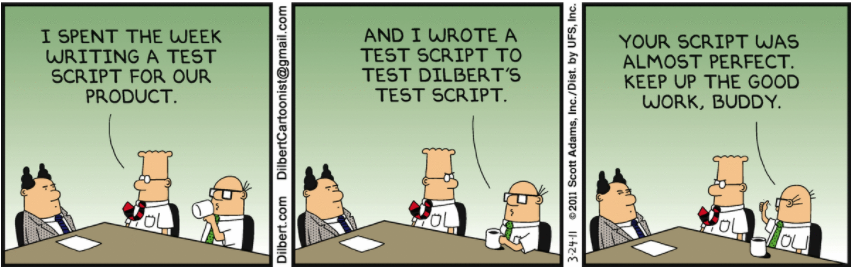 I SPENT THE WEEK
WRITING A TEST
SCRIPT FOR OUR
PRODUCT.
Dilbert.com DilbertCartoonist@gmail.com
AND I WROTE A
TEST SCRIPT TO
TEST DILBERT'S
TEST SCRIPT.
3-24-11 © 2011 Scott Adams, Inc./Dist. by UFS, Inc.
YOUR SCRIPT WAS
ALMOST PERFECT.
KEEP UP THE GOOD
WORK, BUDDY.